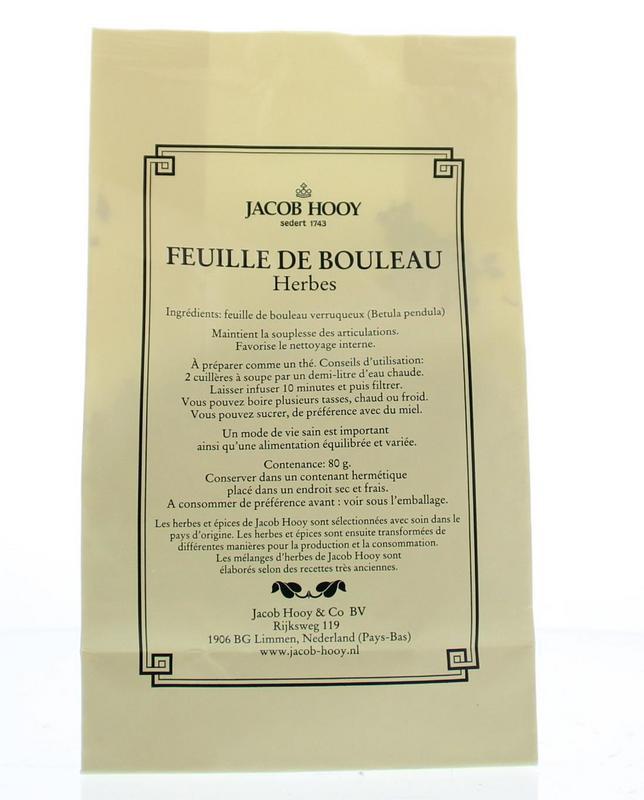 JACOB HOOY
sedert 1743
FEUILLE DE BOULEAU
Herbes
Ingrédients: feuille de bouleau verruqueux (Betula pendula)
Maintient la souplesse des articulations.
Favorise le nettoyage interne.
À préparer comme un thé. Conseils d'utilisation:
2 cuillères à soupe par un demi-litre d'eau chaude.
Laisser infuser 10 minutes et puis filtrer.
Vous pouvez boire plusieurs tasses, chaud ou froid.
Vous pouvez sucrer, de préférence avec du miel.
Un mode de vie sain est important
ainsi qu'une alimentation équilibrée et variée.
Contenance: 80 g.
Conserver dans un contenant hermétique
placé dans un endroit sec et frais.
A consommer de préférence avant : voir sous l'emballage.
Les herbes et épices de Jacob Hooy sont sélectionnées avec soin dans le
pays d'origine. Les herbes et épices sont ensuite transformées de
différentes manières pour la production et la consommation.
Les mélanges d'herbes de Jacob Hooy sont
élaborés selon des recettes très anciennes.
Jacob Hooy & Co BV
Rijksweg 119
1906 BG Limmen, Nederland (Pays-Bas)
www.jacob-hooy.nl